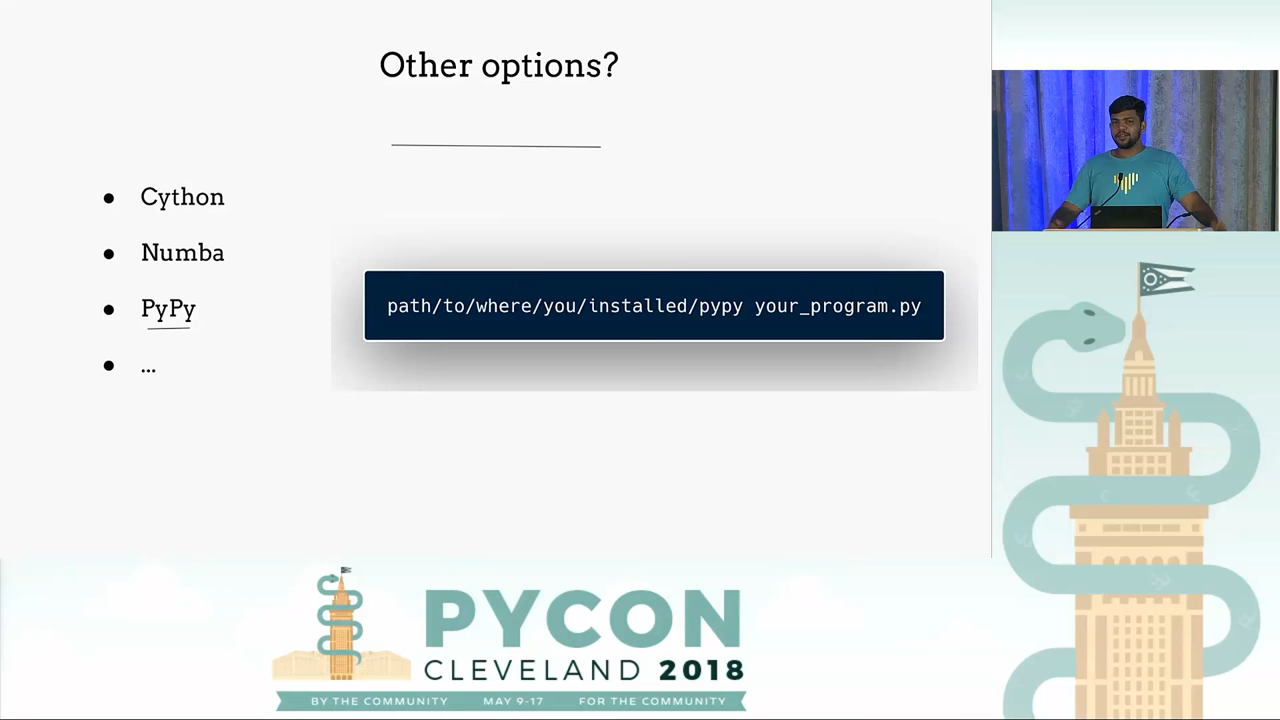 Other options?
● Cython
● Numba
● PyPy
● ...
path/to/where/you/installed/pypy your_program.py
PYCON
CLEVELAND 2018
BY THE COMMUNITY MAY 9-17 FOR THE COMMUNITY